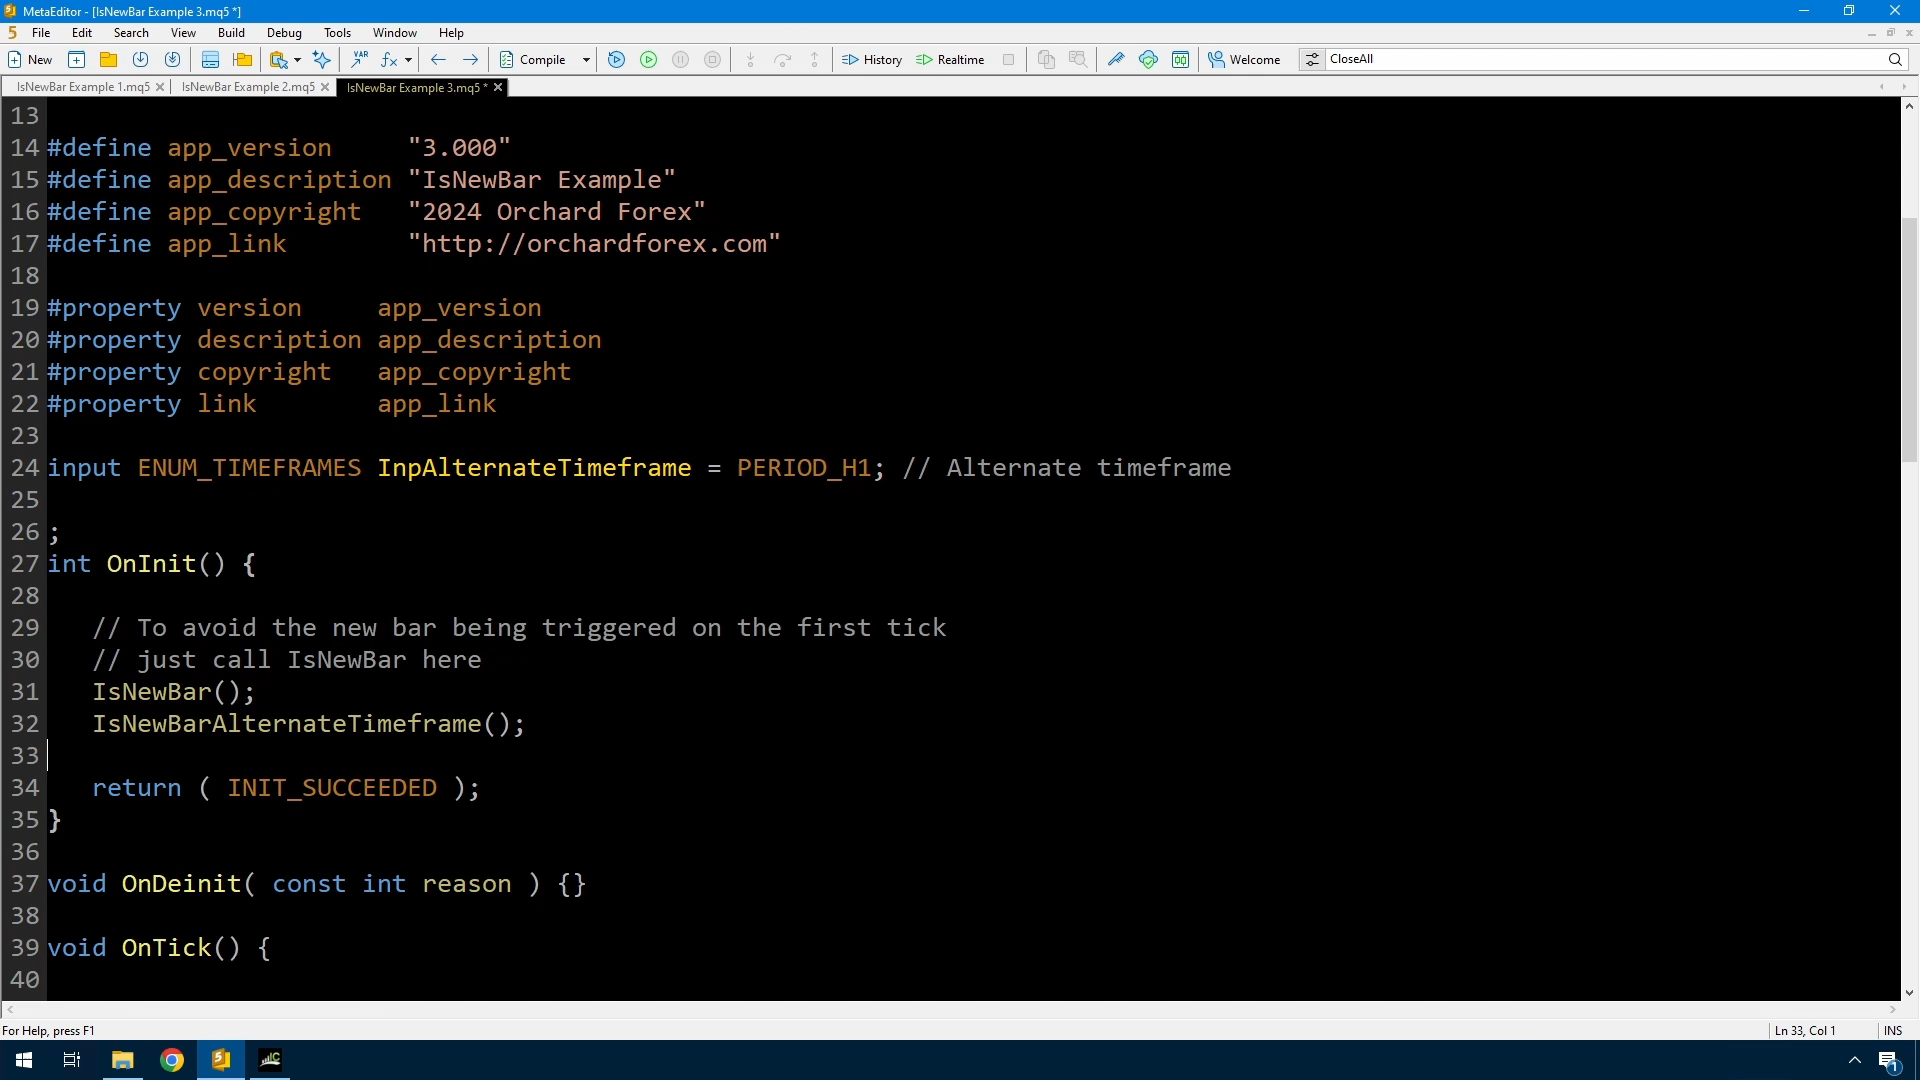 MetaEditor - [IsNewBar Example 3.mq5 *]
File Edit Search View Build Debug Tools Window Help
New Compile History Realtime Welcome CloseAll
IsNewBar Example 1.mq5 IsNewBar Example 2.mq5 IsNewBar Example 3.mq5 *
13
14 #define app_version "3.000"
15 #define app_description "IsNewBar Example"
16 #define app_copyright "2024 Orchard Forex"
17 #define app_link "http://orchardforex.com"
18
19 #property version app_version
20 #property description app_description
21 #property copyright app_copyright
22 #property link app_link
23
24 input ENUM_TIMEFRAMES InpAlternateTimeframe = PERIOD_H1; // Alternate timeframe
25
26 ;
27 int OnInit() {
28
29 // To avoid the new bar being triggered on the first tick
30 // just call IsNewBar here
31 IsNewBar();
32 IsNewBarAlternateTimeframe();
33
34 return ( INIT_SUCCEEDED );
35 }
36
37 void OnDeinit( const int reason ) {}
38
39 void OnTick() {
40
For Help, press F1 Ln 33, Col 1 INS